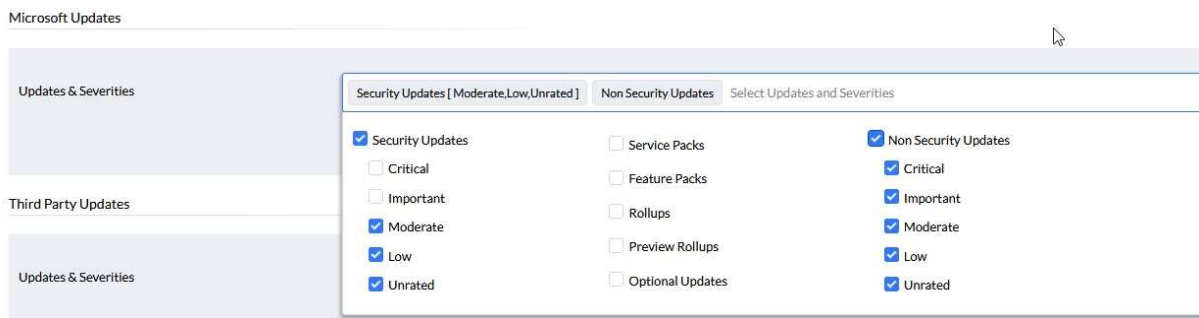 Microsoft Updates
Updates & Severities
Security Updates [ Moderate,Low,Unrated ] Non Security Updates Select Updates and Severities
Security Updates
Critical
Important
Moderate
Low
Unrated
Service Packs
Feature Packs
Rollups
Preview Rollups
Optional Updates
Non Security Updates
Critical
Important
Moderate
Low
Unrated
Third Party Updates
Updates & Severities